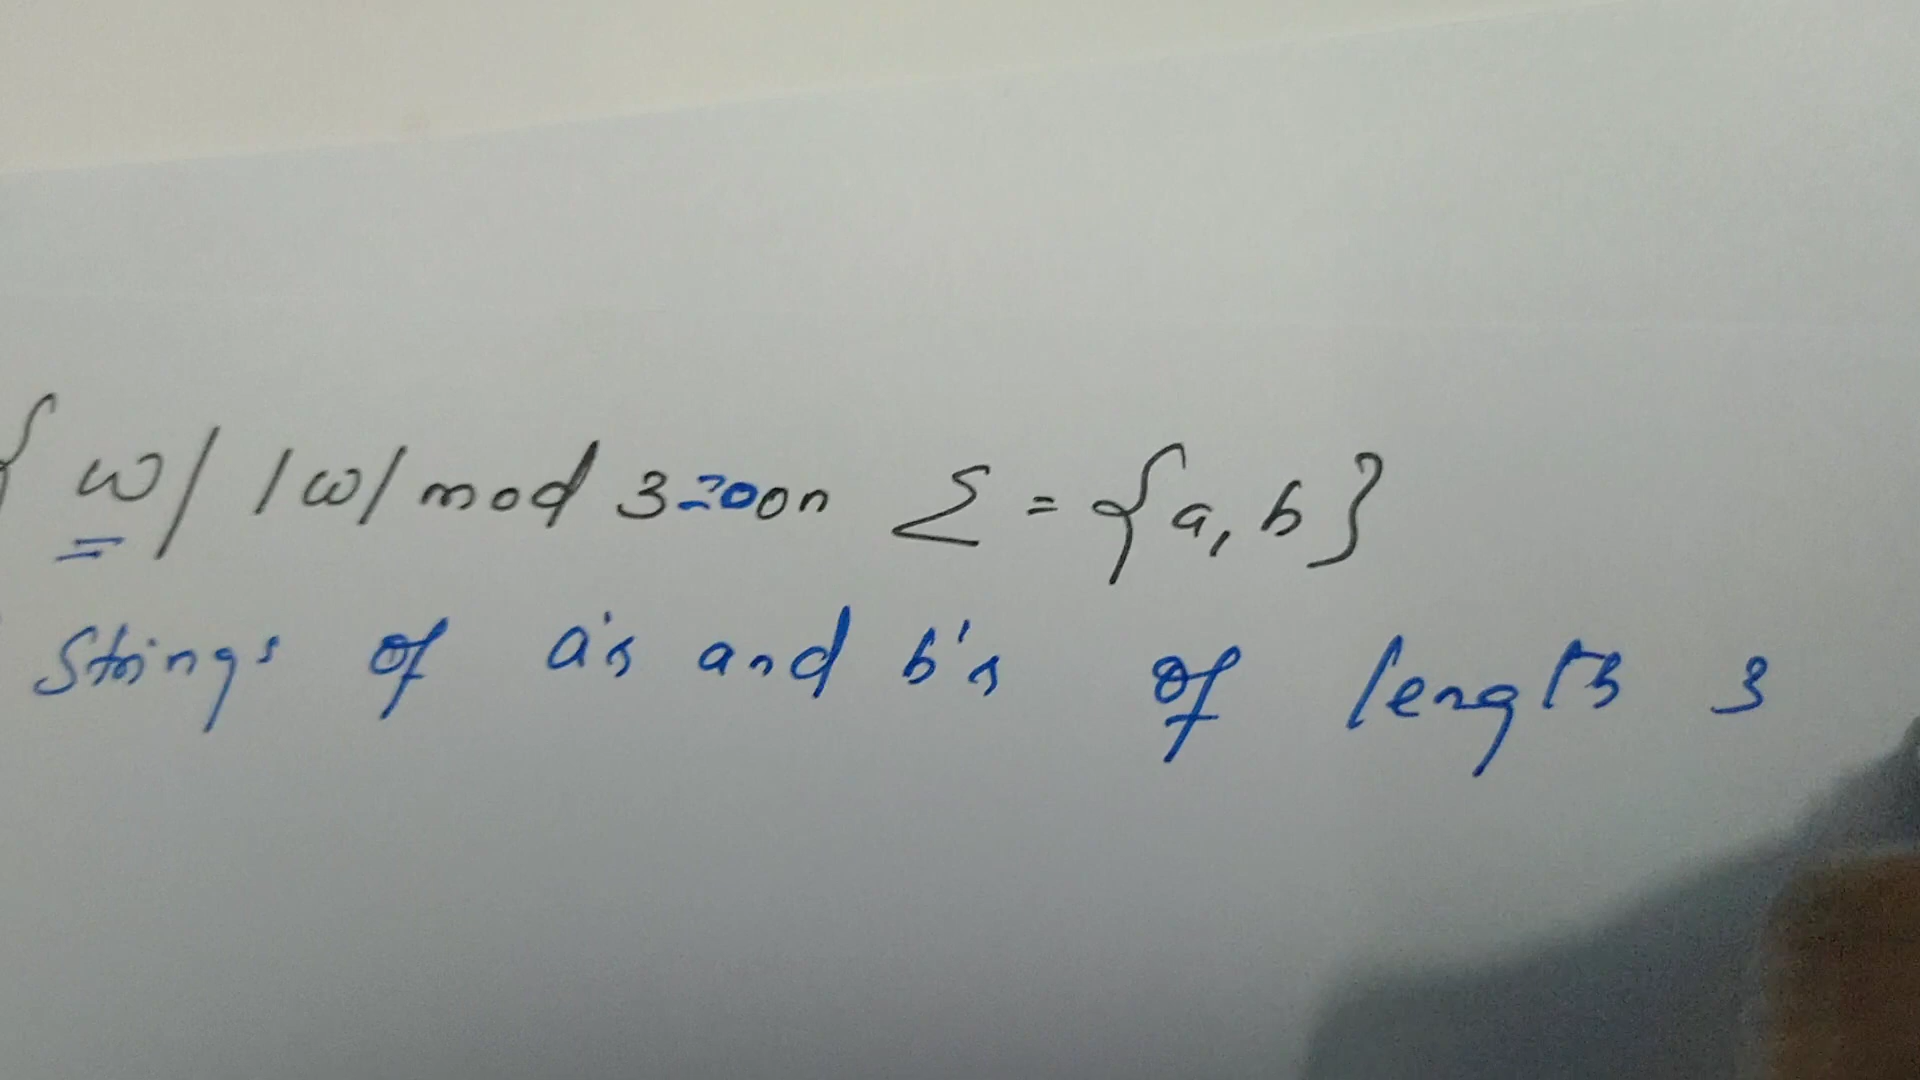 { w / |w| mod 3=0 on Σ = {a, b}
Strings of a's and b's of length 3